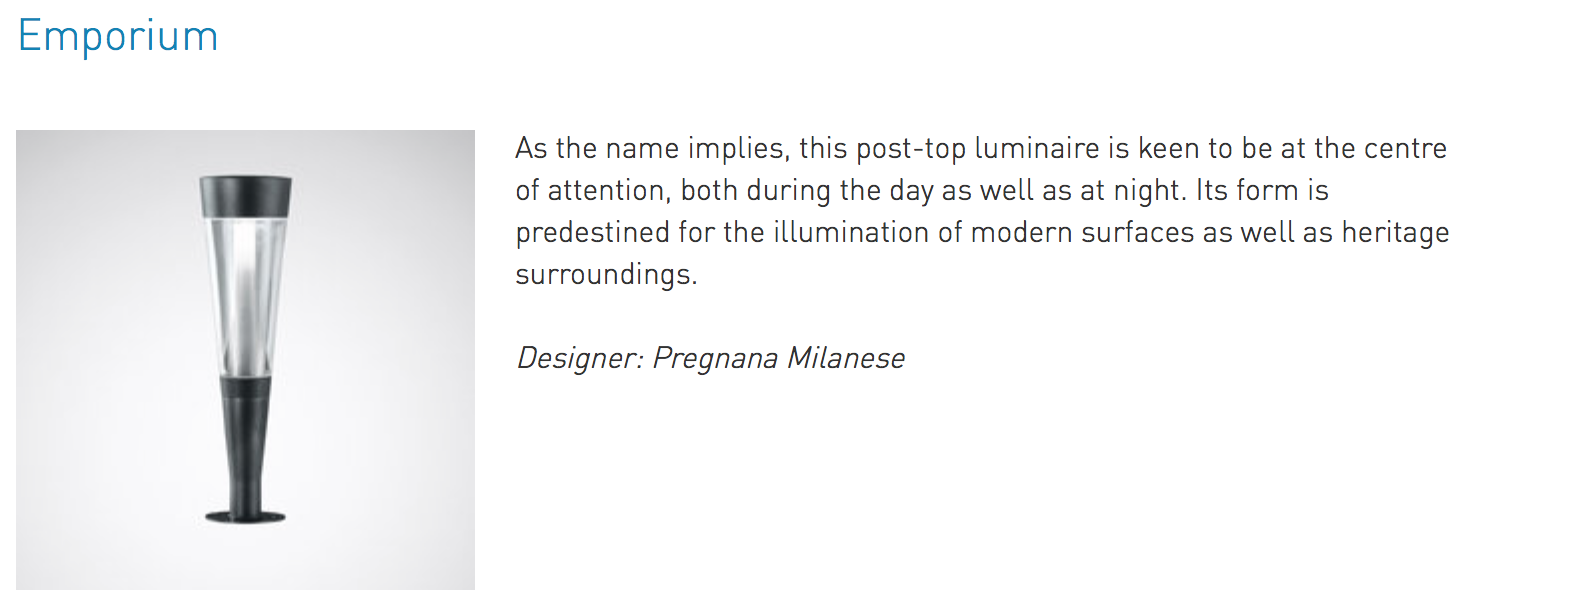 Emporium
As the name implies, this post-top luminaire is keen to be at the centre
of attention, both during the day as well as at night. Its form is
predestined for the illumination of modern surfaces as well as heritage
surroundings.
Designer: Pregnana Milanese